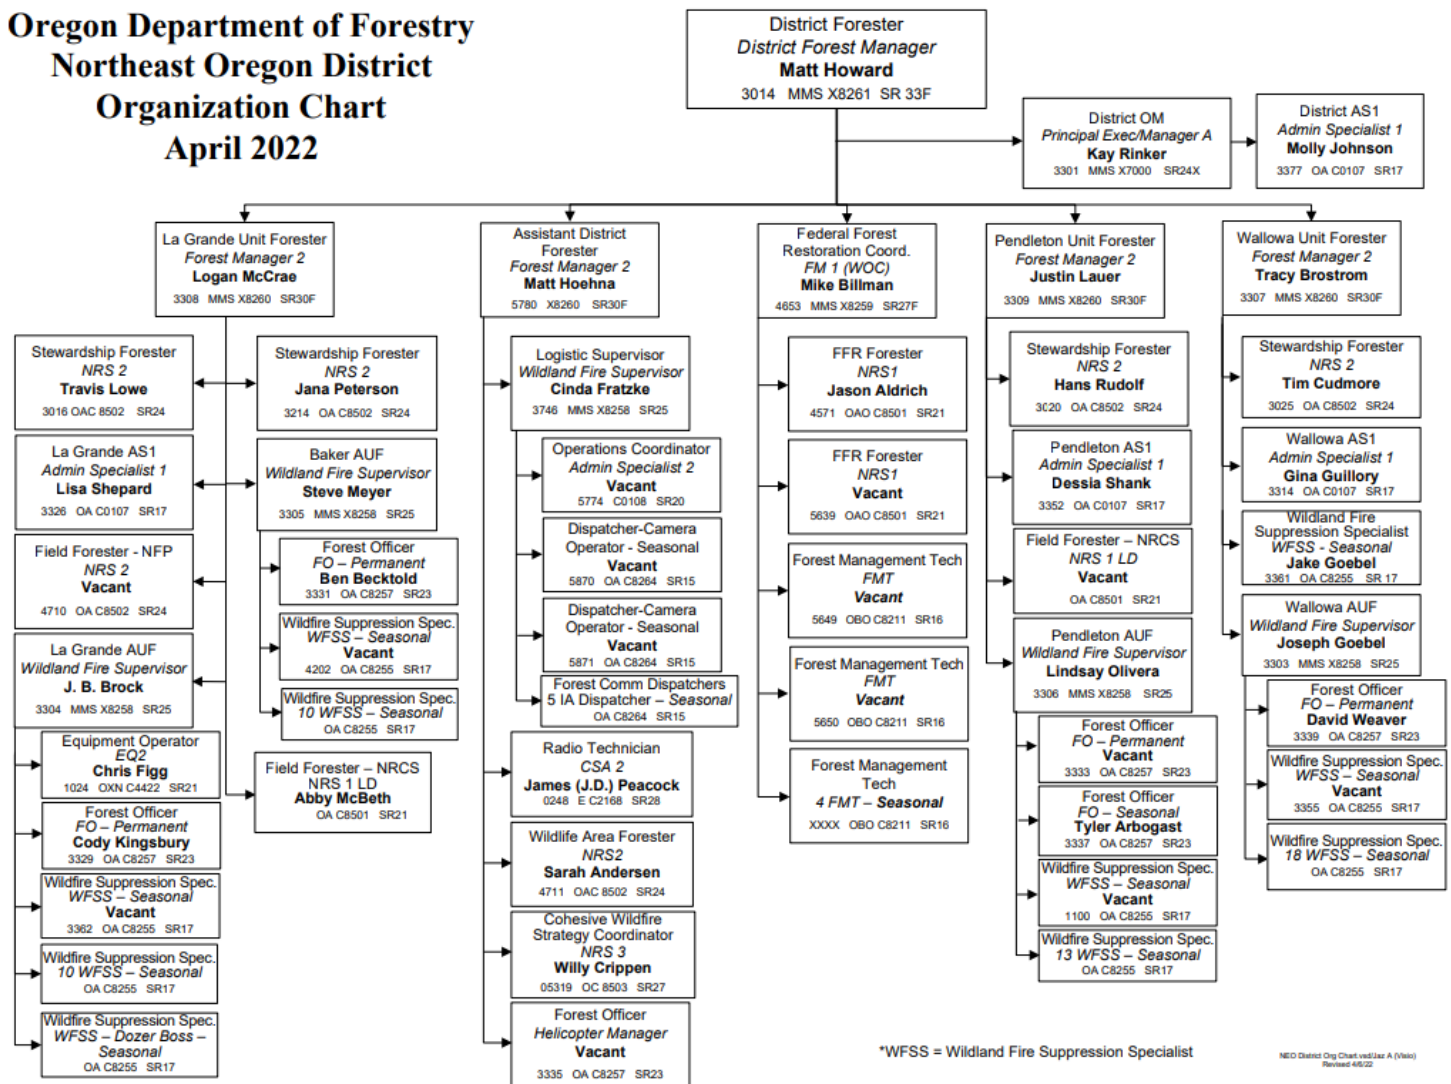 Oregon Department of Forestry
Northeast Oregon District
Organization Chart
April 2022
District Forester
District Forest Manager
Matt Howard
3014 MMS X8261 SR 33F
District OM
Principal Exec/Manager A
Kay Rinker
3301 MMS X7000 SR24X
District AS1
Admin Specialist 1
Molly Johnson
3377 OA C0107 SR17
La Grande Unit Forester
Forest Manager 2
Logan McCrae
3308 MMS X8260 SR30F
Stewardship Forester
NRS 2
Travis Lowe
3016 OAC 8502 SR24
Stewardship Forester
NRS 2
Jana Peterson
3214 OA C8502 SR24
La Grande AS1
Admin Specialist 1
Lisa Shepard
3326 OA C0107 SR17
Baker AUF
Wildland Fire Supervisor
Steve Meyer
3305 MMS X8258 SR25
Field Forester - NFP
NRS 2
Vacant
4710 OA C8502 SR24
Forest Officer
FO – Permanent
Ben Becktold
3331 OA C8257 SR23
Wildfire Suppression Spec.
WFSS – Seasonal
Vacant
4202 OA C8255 SR17
Wildfire Suppression Spec.
10 WFSS – Seasonal
OA C8255 SR17
La Grande AUF
Wildland Fire Supervisor
J. B. Brock
3304 MMS X8258 SR25
Equipment Operator
EQ2
Chris Figg
1024 OXN C4422 SR21
Forest Officer
FO – Permanent
Cody Kingsbury
3329 OA C8257 SR23
Wildfire Suppression Spec.
WFSS – Seasonal
Vacant
3362 OA C8255 SR17
Wildfire Suppression Spec.
10 WFSS – Seasonal
OA C8255 SR17
Wildfire Suppression Spec.
WFSS – Dozer Boss –
Seasonal
OA C8255 SR17
Field Forester – NRCS
NRS 1 LD
Abby McBeth
OA C8501 SR21
Assistant District
Forester
Forest Manager 2
Matt Hoehna
5780 X8260 SR30F
Logistic Supervisor
Wildland Fire Supervisor
Cinda Fratzke
3746 MMS X8258 SR25
Operations Coordinator
Admin Specialist 2
Vacant
5774 C0108 SR20
Dispatcher-Camera
Operator - Seasonal
Vacant
5870 OA C8264 SR15
Dispatcher-Camera
Operator - Seasonal
Vacant
5871 OA C8264 SR15
Forest Comm Dispatchers
5 IA Dispatcher – Seasonal
OA C8264 SR15
Radio Technician
CSA 2
James (J.D.) Peacock
0248 E C2168 SR28
Wildlife Area Forester
NRS2
Sarah Andersen
4711 OAC 8502 SR24
Cohesive Wildfire
Strategy Coordinator
NRS 3
Willy Crippen
05319 OC 8503 SR27
Forest Officer
Helicopter Manager
Vacant
3335 OA C8257 SR23
Federal Forest
Restoration Coord.
FM 1 (WOC)
Mike Billman
4653 MMS X8259 SR27F
FFR Forester
NRS1
Jason Aldrich
4571 OAO C8501 SR21
FFR Forester
NRS1
Vacant
5639 OAO C8501 SR21
Forest Management Tech
FMT
Vacant
5649 OBO C8211 SR16
Forest Management Tech
FMT
Vacant
5650 OBO C8211 SR16
Forest Management
Tech
4 FMT – Seasonal
XXXX OBO C8211 SR16
Pendleton Unit Forester
Forest Manager 2
Justin Lauer
3309 MMS X8260 SR30F
Stewardship Forester
NRS 2
Hans Rudolf
3020 OA C8502 SR24
Pendleton AS1
Admin Specialist 1
Dessia Shank
3352 OA C0107 SR17
Field Forester – NRCS
NRS 1 LD
Vacant
OA C8501 SR21
Pendleton AUF
Wildland Fire Supervisor
Lindsay Olivera
3306 MMS X8258 SR25
Forest Officer
FO – Permanent
Vacant
3333 OA C8257 SR23
Forest Officer
FO – Seasonal
Tyler Arbogast
3337 OA C8257 SR23
Wildfire Suppression Spec.
WFSS – Seasonal
Vacant
1100 OA C8255 SR17
Wildfire Suppression Spec.
13 WFSS – Seasonal
OA C8255 SR17
Wallowa Unit Forester
Forest Manager 2
Tracy Brostrom
3307 MMS X8260 SR30F
Stewardship Forester
NRS 2
Tim Cudmore
3025 OA C8502 SR24
Wallowa AS1
Admin Specialist 1
Gina Guillory
3314 OA C0107 SR17
Wildland Fire
Suppression Specialist
WFSS - Seasonal
Jake Goebel
3361 OA C8255 SR 17
Wallowa AUF
Wildland Fire Supervisor
Joseph Goebel
3303 MMS X8258 SR25
Forest Officer
FO – Permanent
David Weaver
3339 OA C8257 SR23
Wildfire Suppression Spec.
WFSS – Seasonal
Vacant
3355 OA C8255 SR17
Wildfire Suppression Spec.
18 WFSS – Seasonal
OA C8255 SR17
*WFSS = Wildland Fire Suppression Specialist
NEO District Org Chart.vsd/Jaz A (Visio)
Revised 4/6/22